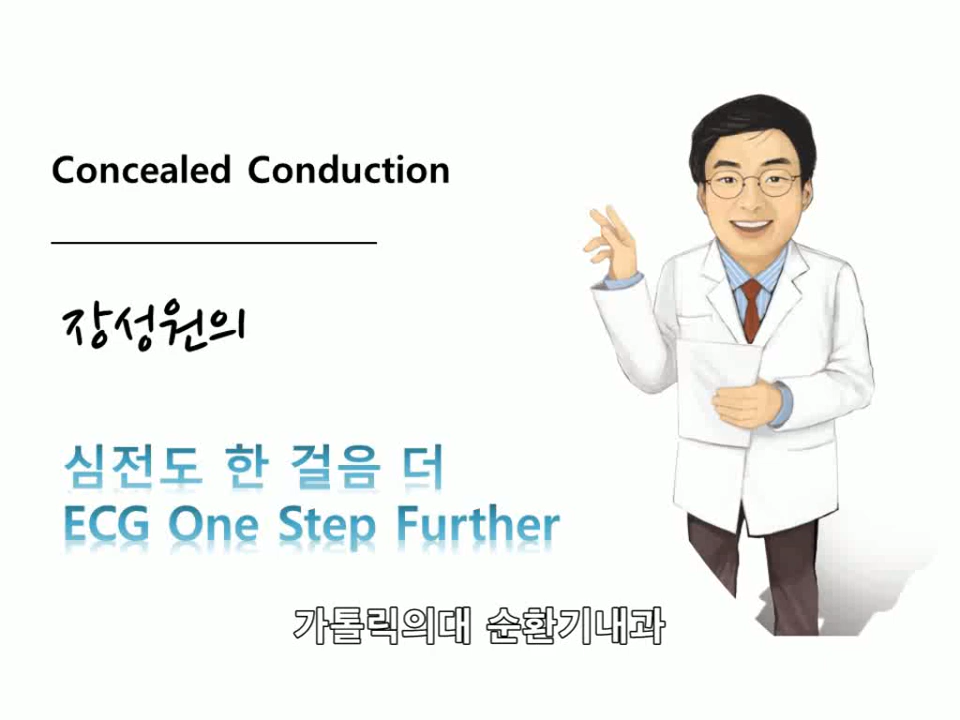 Concealed Conduction
장성원의
심전도 한 걸음 더
ECG One Step Further
가톨릭의대 순환기내과